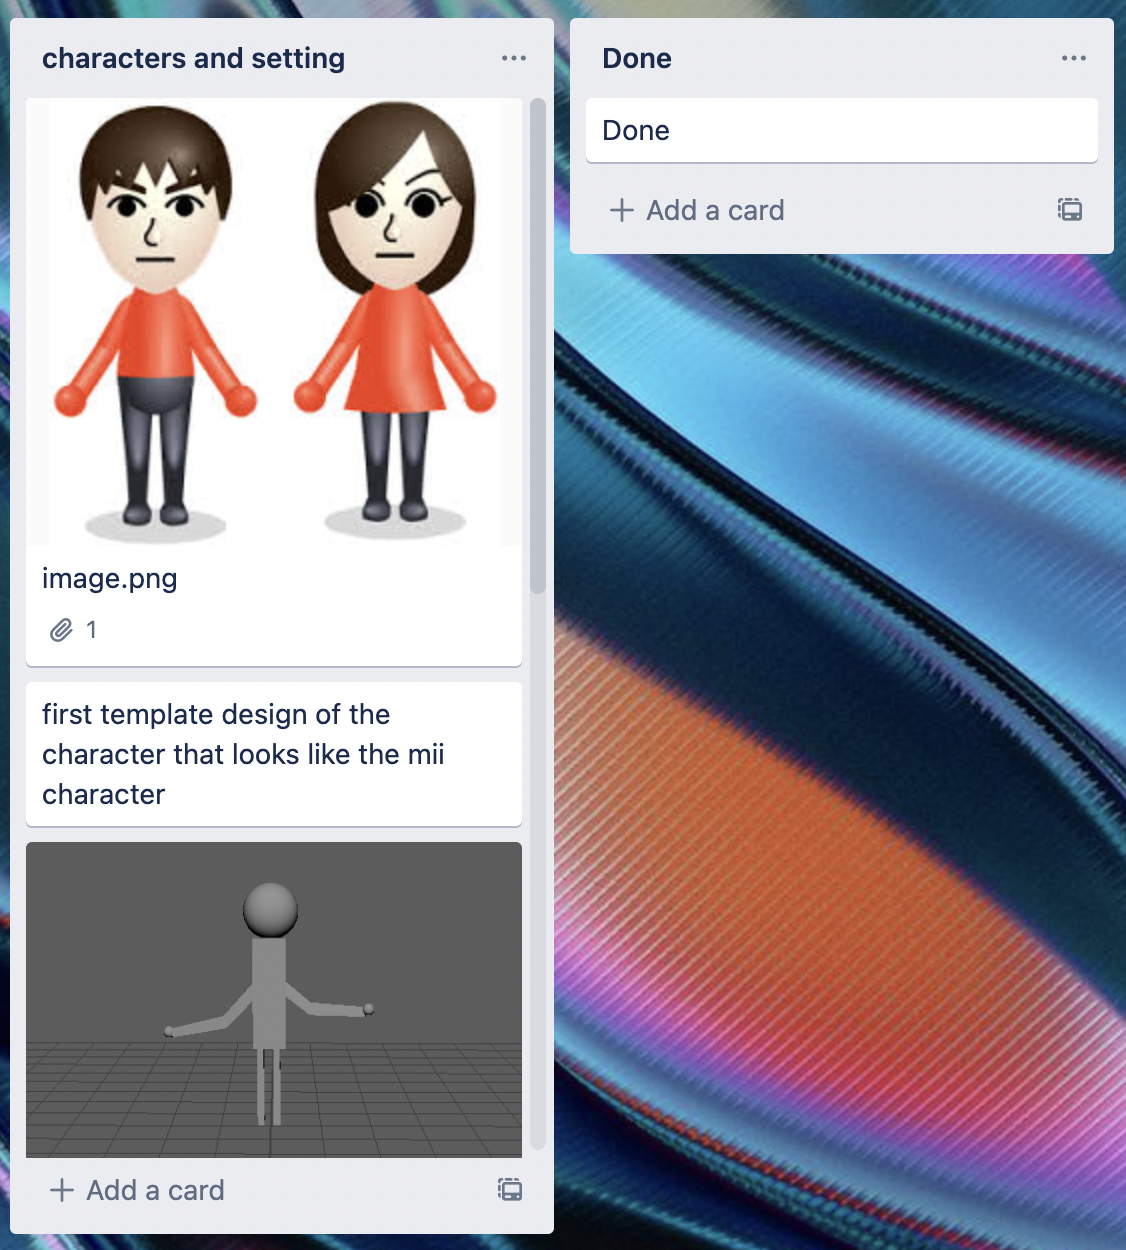 characters and setting
image.png
1
first template design of the
character that looks like the mii
character
Add a card
Done
Done
Add a card